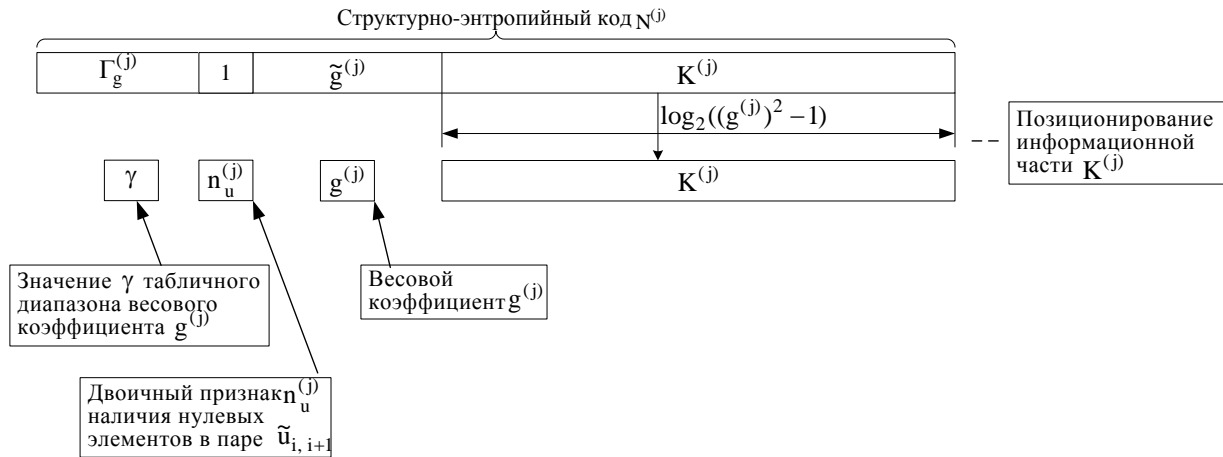 Структурно-энтропийный код N^(j)
Γ_g^(j) 1 g̃^(j) K^(j)
log₂((g^(j))² −1)
Позиционирование
информационной
части K^(j)
γ n_u^(j) g^(j) K^(j)
Значение γ табличного
диапазона весового
коэффициента g^(j)
Весовой
коэффициент g^(j)
Двоичный признак n_u^(j)
наличия нулевых
элементов в паре ũ_{i, i+1}